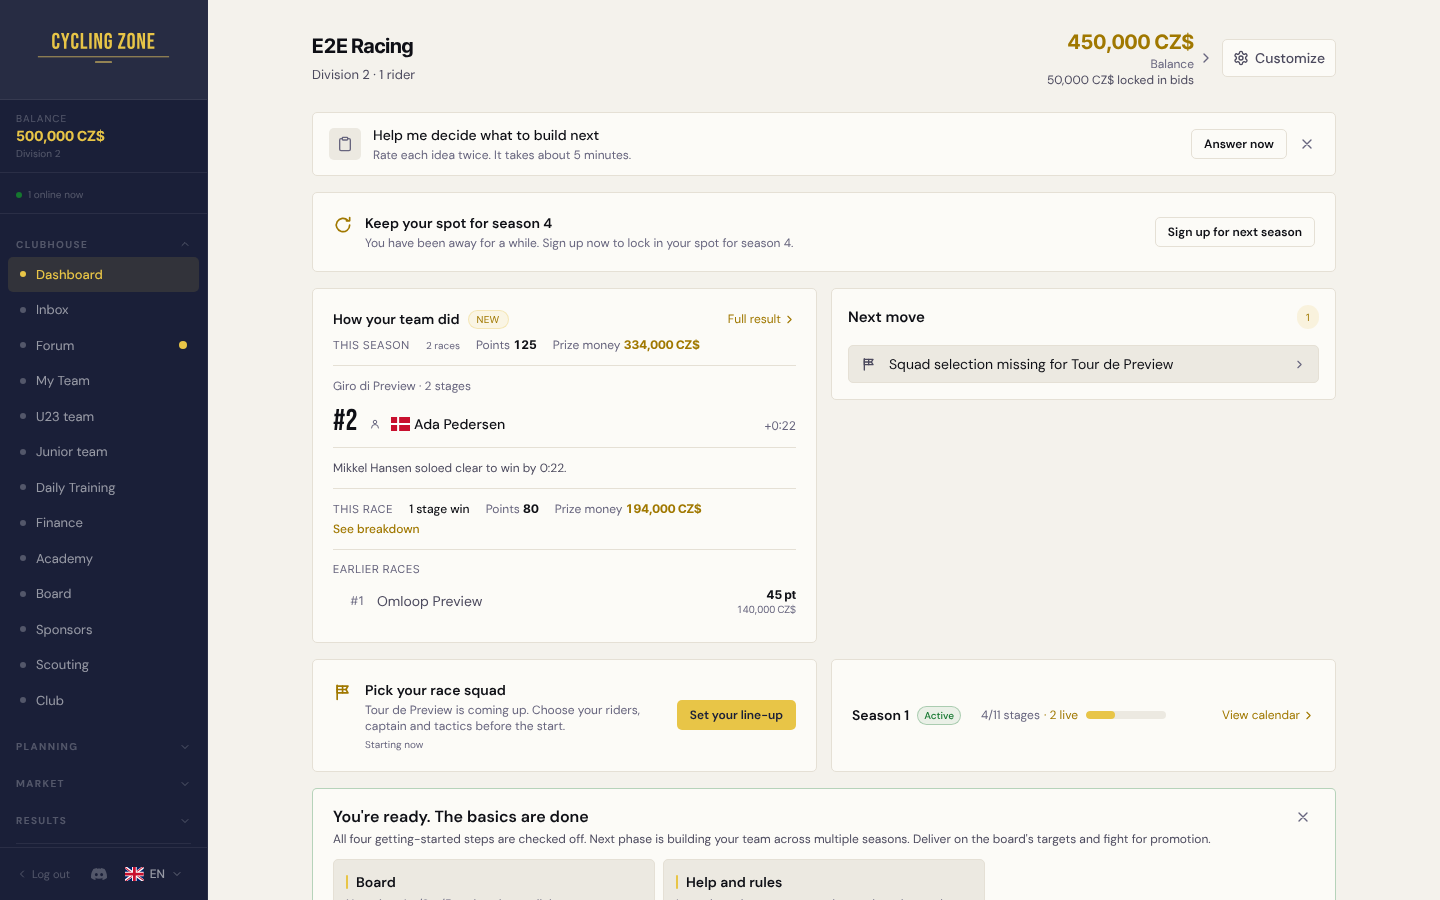 CYCLING ZONE
BALANCE
500,000 CZ$
Division 2
1 online now
CLUBHOUSE
Dashboard
Inbox
Forum
My Team
U23 team
Junior team
Daily Training
Finance
Academy
Board
Sponsors
Scouting
Club
PLANNING
MARKET
RESULTS
Log out
EN
E2E Racing
Division 2 · 1 rider
450,000 CZ$
Balance
50,000 CZ$ locked in bids
Customize
Help me decide what to build next
Rate each idea twice. It takes about 5 minutes.
Answer now
Keep your spot for season 4
You have been away for a while. Sign up now to lock in your spot for season 4.
Sign up for next season
How your team did NEW Full result
THIS SEASON 2 races Points 125 Prize money 334,000 CZ$
Giro di Preview · 2 stages
#2 Ada Pedersen +0:22
Mikkel Hansen soloed clear to win by 0:22.
THIS RACE 1 stage win Points 80 Prize money 194,000 CZ$
See breakdown
EARLIER RACES
#1 Omloop Preview 45 pt
140,000 CZ$
Next move 1
Squad selection missing for Tour de Preview
Pick your race squad
Tour de Preview is coming up. Choose your riders,
captain and tactics before the start.
Starting now
Set your line-up
Season 1 Active 4/11 stages · 2 live View calendar
You're ready. The basics are done
All four getting-started steps are checked off. Next phase is building your team across multiple seasons. Deliver on the board's targets and fight for promotion.
Board
Help and rules